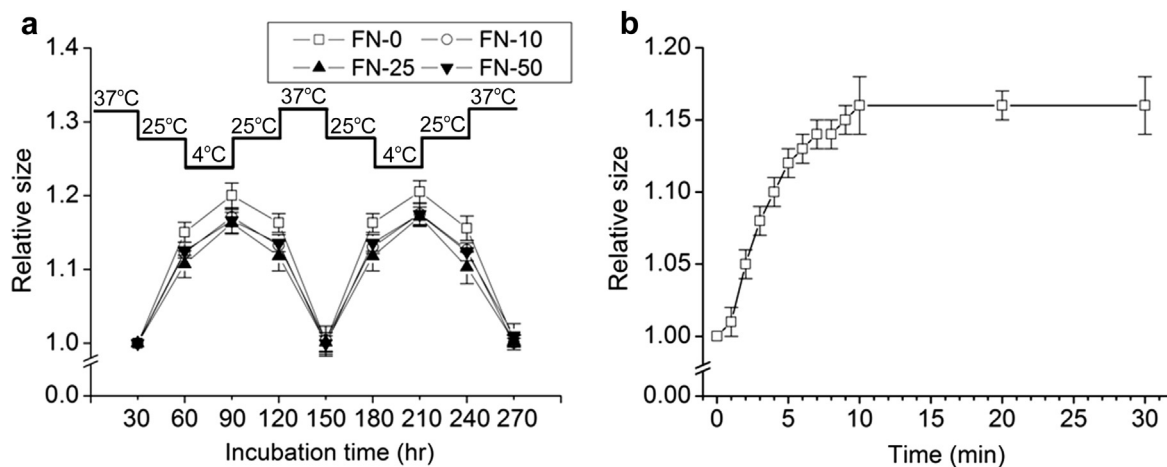 a
FN-0 FN-10
FN-25 FN-50
37°C 25°C 4°C 25°C 37°C 25°C 4°C 25°C 37°C
1.4
1.3
1.2
1.1
1.0
0.0
Relative size
30 60 90 120 150 180 210 240 270
Incubation time (hr)
b
1.20
1.15
1.10
1.05
1.00
0.00
Relative size
0 5 10 15 20 25 30
Time (min)